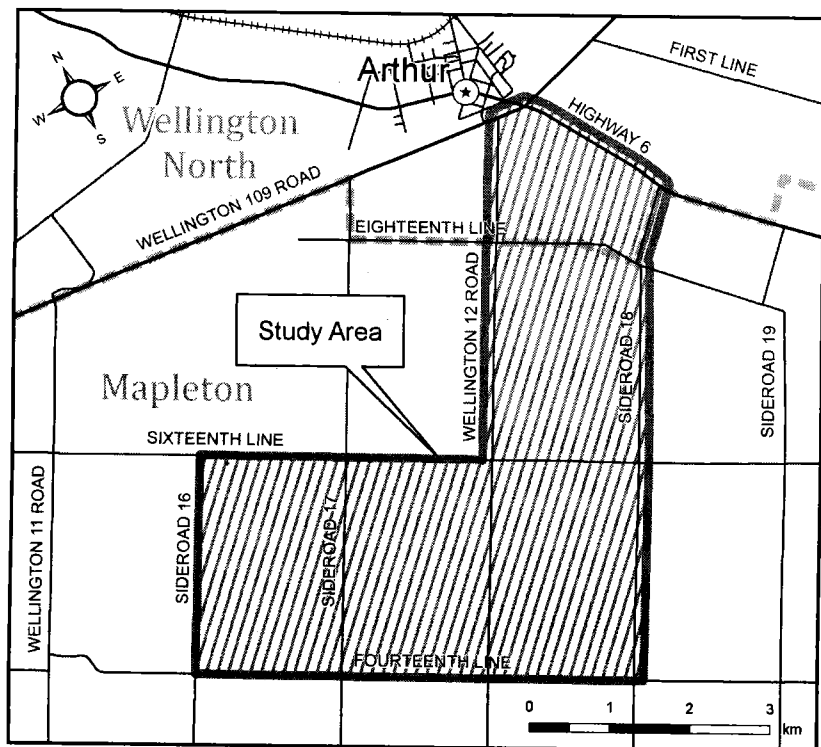 FIRST LINE
Arthur
N
E
W
S
HIGHWAY 6
Wellington
North
WELLINGTON 109 ROAD
EIGHTEENTH LINE
WELLINGTON 12 ROAD
Study Area
SIDEROAD 18
SIDEROAD 19
Mapleton
SIXTEENTH LINE
WELLINGTON 11 ROAD
SIDEROAD 16
SIDEROAD 17
FOURTEENTH LINE
0 1 2 3
km